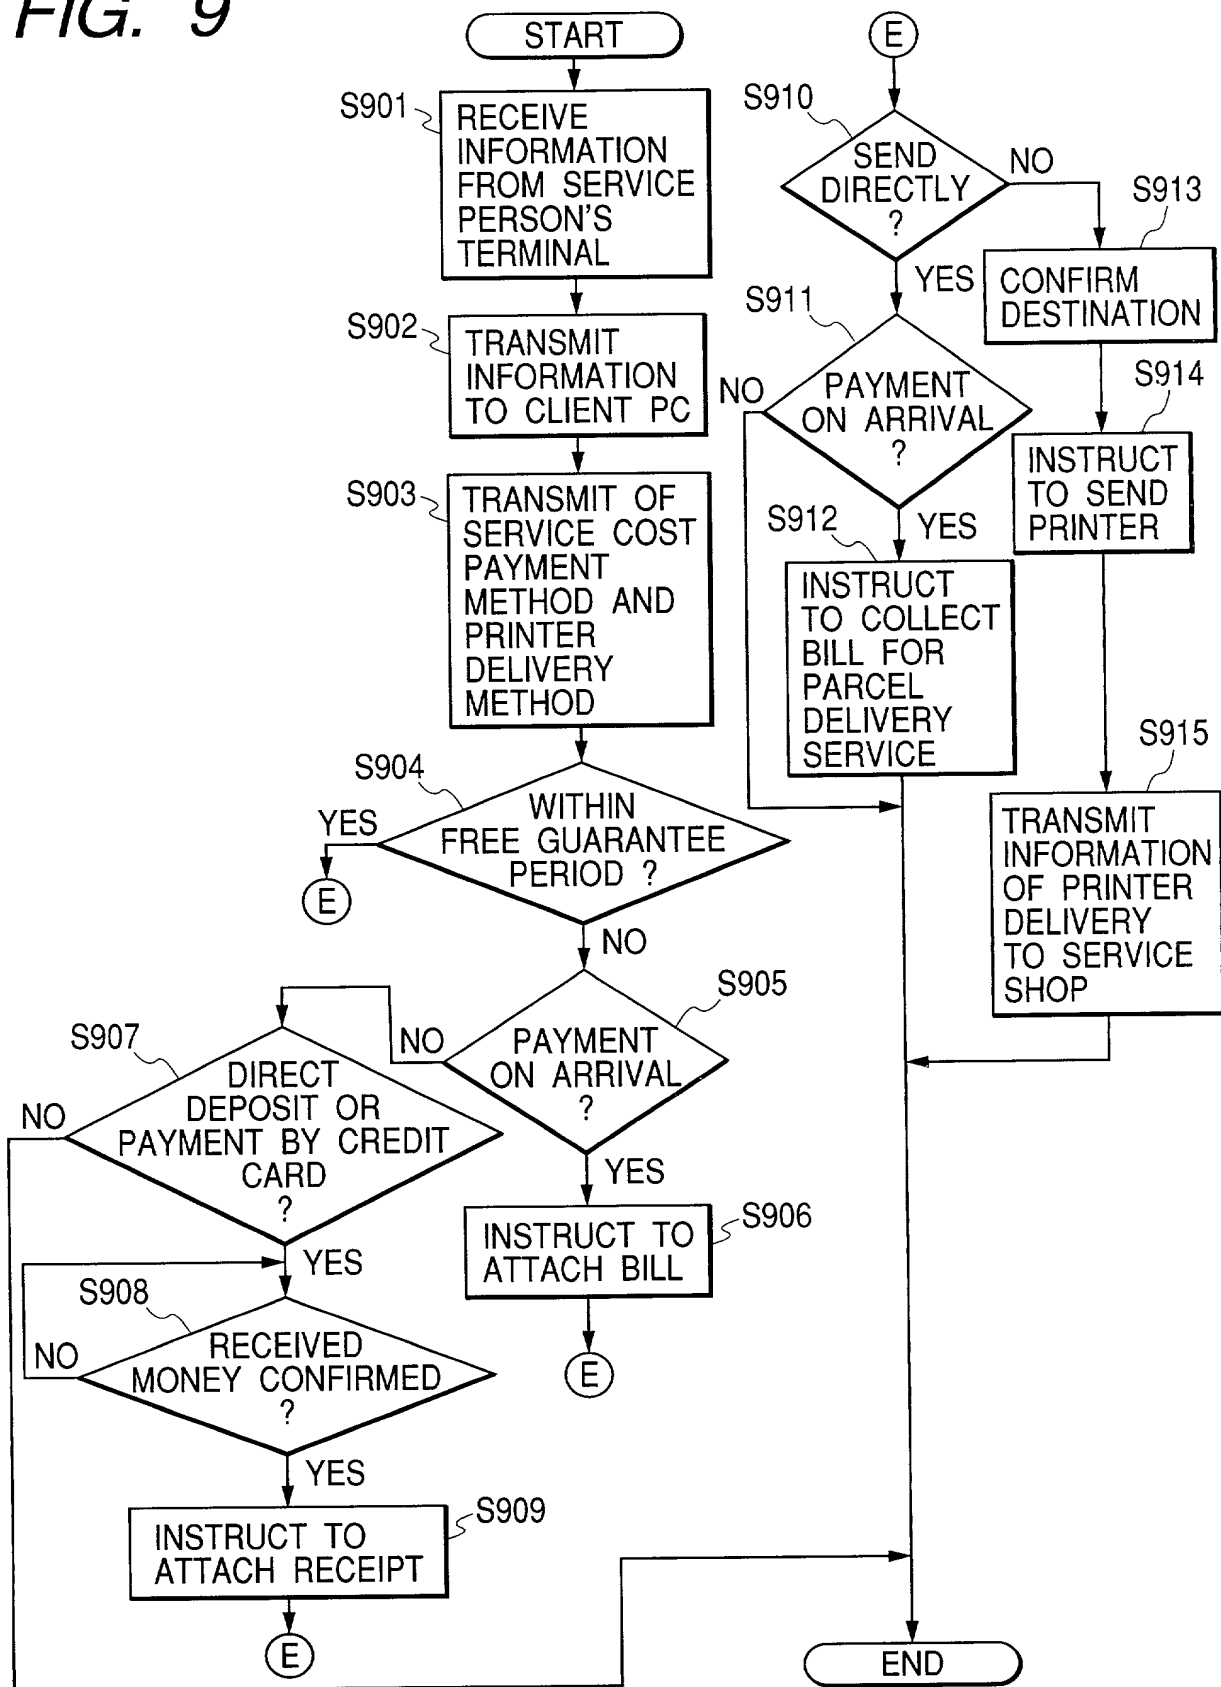 FIG. 9
START
S901
RECEIVE
INFORMATION
FROM SERVICE
PERSON'S
TERMINAL
S902
TRANSMIT
INFORMATION
TO CLIENT PC
S903
TRANSMIT OF
SERVICE COST
PAYMENT
METHOD AND
PRINTER
DELIVERY
METHOD
S904
WITHIN
FREE GUARANTEE
PERIOD ?
YES
E
NO
S905
PAYMENT
ON ARRIVAL
?
NO
YES
S906
INSTRUCT TO
ATTACH BILL
E
S907
DIRECT
DEPOSIT OR
PAYMENT BY CREDIT
CARD
?
NO
YES
S908
RECEIVED
MONEY CONFIRMED
?
NO
YES
S909
INSTRUCT TO
ATTACH RECEIPT
E
E
S910
SEND
DIRECTLY
?
NO
YES
S911
PAYMENT
ON ARRIVAL
?
NO
YES
S912
INSTRUCT
TO COLLECT
BILL FOR
PARCEL
DELIVERY
SERVICE
S913
CONFIRM
DESTINATION
S914
INSTRUCT
TO SEND
PRINTER
S915
TRANSMIT
INFORMATION
OF PRINTER
DELIVERY
TO SERVICE
SHOP
END